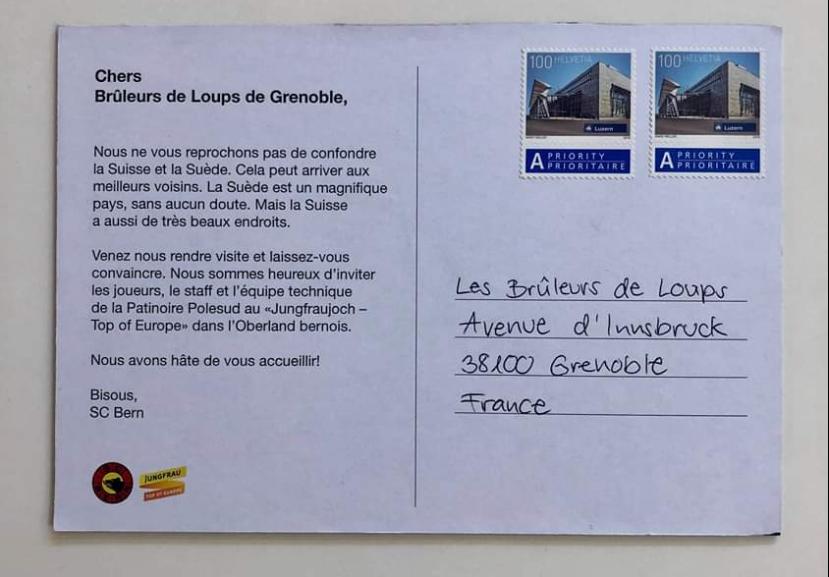 Chers
Brûleurs de Loups de Grenoble,
Nous ne vous reprochons pas de confondre
la Suisse et la Suède. Cela peut arriver aux
meilleurs voisins. La Suède est un magnifique
pays, sans aucun doute. Mais la Suisse
a aussi de très beaux endroits.
Venez nous rendre visite et laissez-vous
convaincre. Nous sommes heureux d'inviter
les joueurs, le staff et l'équipe technique
de la Patinoire Polesud au «Jungfraujoch –
Top of Europe» dans l'Oberland bernois.
Nous avons hâte de vous accueillir!
Bisous,
SC Bern
JUNGFRAU
TOP OF EUROPE
100 HELVETIA
Luzern
A PRIORITY
PRIORITAIRE
100 HELVETIA
Luzern
A PRIORITY
PRIORITAIRE
Les Brûleurs de Loups
Avenue d'Innsbruck
38100 Grenoble
France